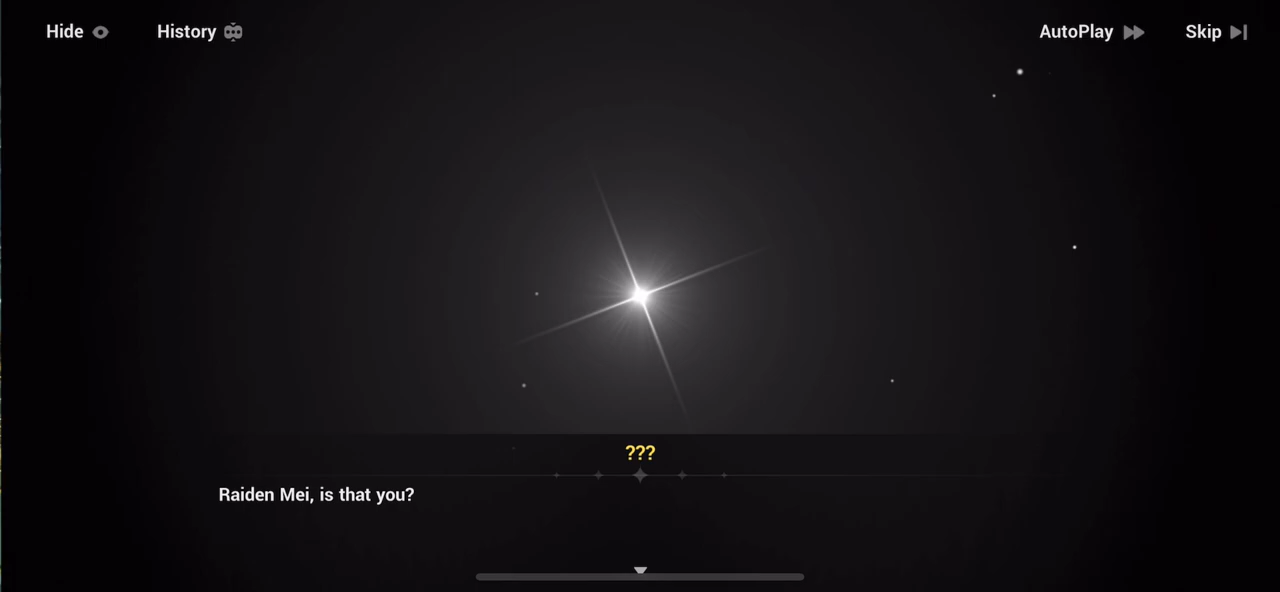 Hide
History
AutoPlay
Skip
???
Raiden Mei, is that you?